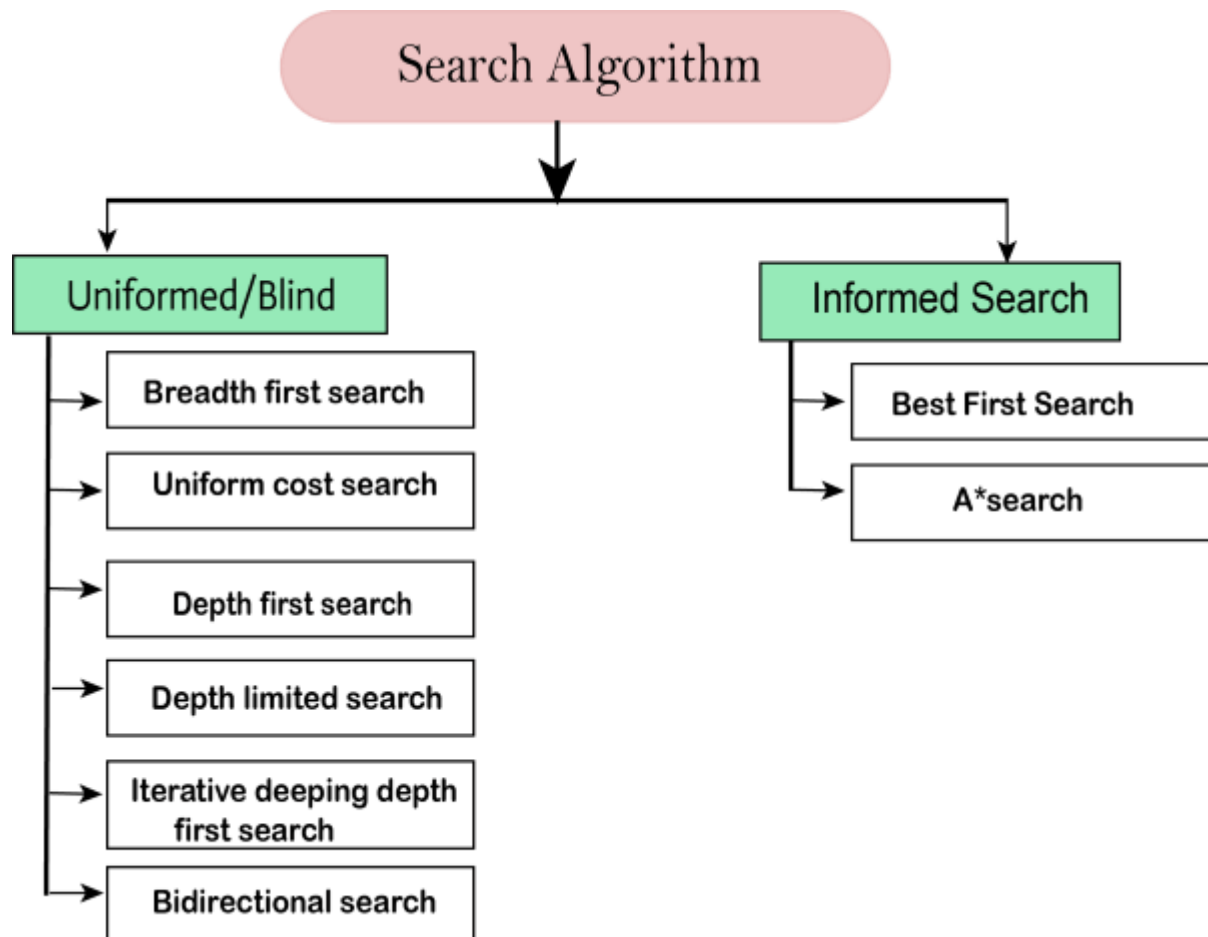 Search Algorithm
Uniformed/Blind
Breadth first search
Uniform cost search
Depth first search
Depth limited search
Iterative deeping depth
first search
Bidirectional search
Informed Search
Best First Search
A*search